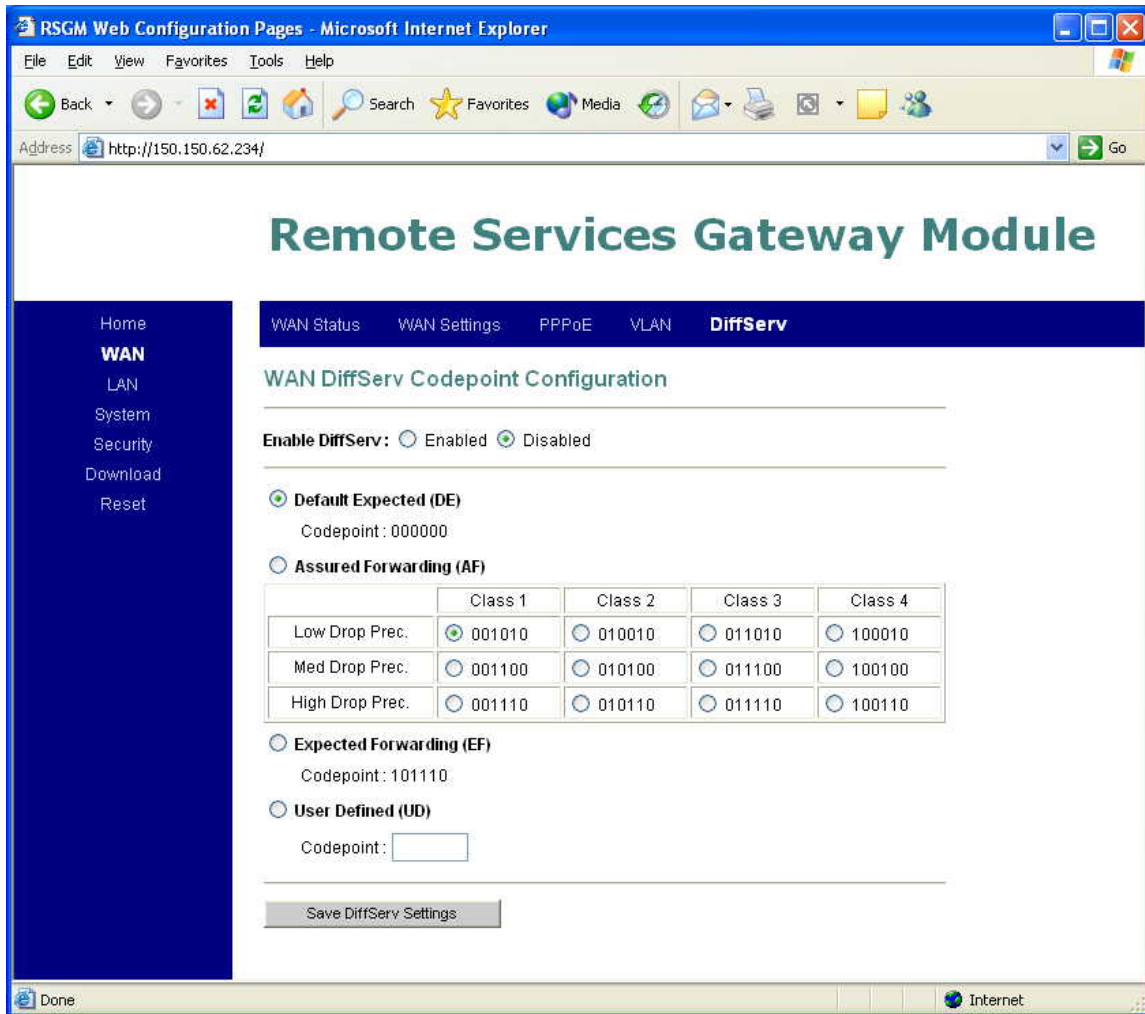 RSGM Web Configuration Pages - Microsoft Internet Explorer
File Edit View Favorites Tools Help
Back Search Favorites Media
Address http://150.150.62.234/ Go
Remote Services Gateway Module
Home
WAN
LAN
System
Security
Download
Reset
WAN Status WAN Settings PPPoE VLAN DiffServ
WAN DiffServ Codepoint Configuration
Enable DiffServ: Enabled Disabled
Default Expected (DE)
Codepoint : 000000
Assured Forwarding (AF)
Class 1 Class 2 Class 3 Class 4
Low Drop Prec. 001010 010010 011010 100010
Med Drop Prec. 001100 010100 011100 100100
High Drop Prec. 001110 010110 011110 100110
Expected Forwarding (EF)
Codepoint : 101110
User Defined (UD)
Codepoint :
Save DiffServ Settings
Done Internet